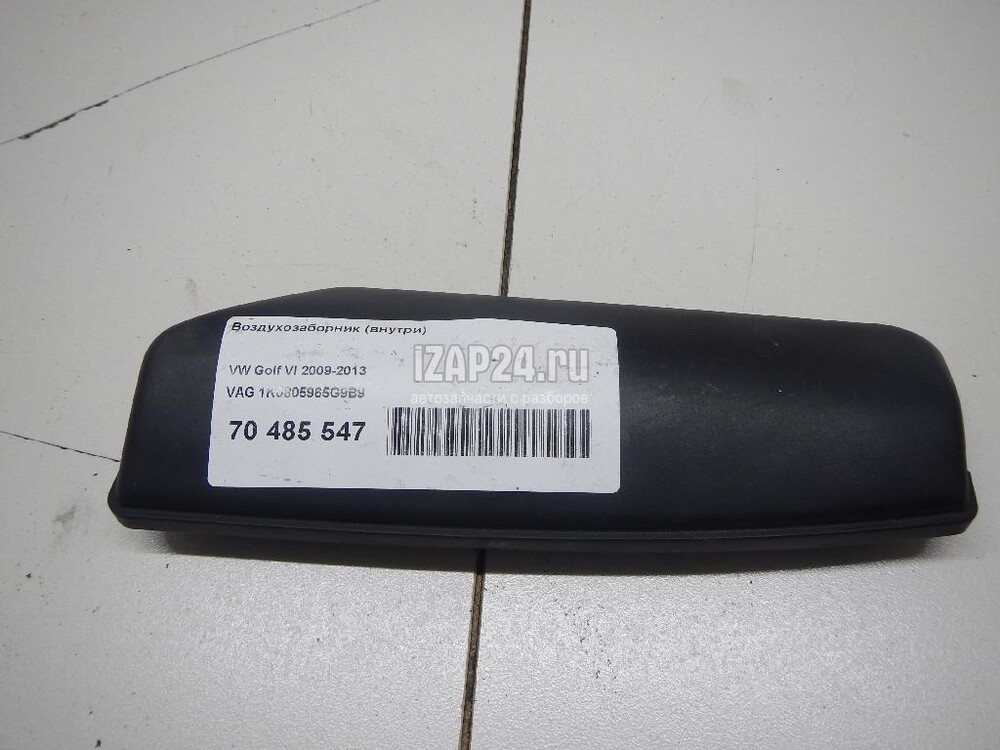 Воздухозаборник (внутри)
VW Golf VI 2009-2013
VAG 1K0805965G9B9
70 485 547
iZAP24.ru
автозапчасти с разборов